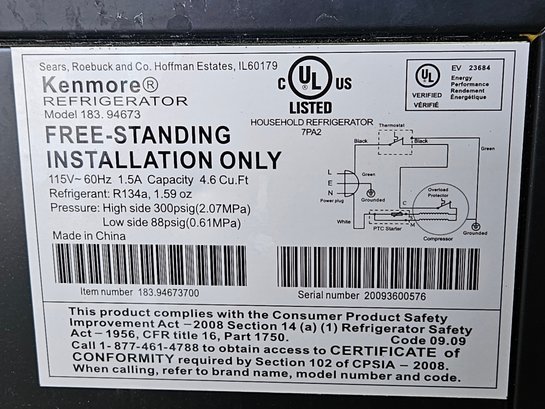 Sears, Roebuck and Co. Hoffman Estates, IL60179
Kenmore®
REFRIGERATOR
Model 183. 94673
FREE-STANDING
INSTALLATION ONLY
115V~ 60Hz 1.5A Capacity 4.6 Cu.Ft
Refrigerant: R134a, 1.59 oz
Pressure: High side 300psig(2.07MPa)
Low side 88psig(0.61MPa)
Made in China
C UL US
LISTED
HOUSEHOLD REFRIGERATOR
7PA2
UL
VERIFIED
VÉRIFIÉ
EV 23684
Energy
Performance
Rendement
Énergétique
Thermostat
Black
Black
Green
L
E
N
Power plug
Green
Grounded
White
PTC Starter
C
M
Overload
Protector
Compressor
Grounded
Item number 183.94673700
Serial number 20093600576
This product complies with the Consumer Product Safety
Improvement Act - 2008 Section 14 (a) (1) Refrigerator Safety
Act - 1956, CFR title 16, Part 1750. Code 09.09
Call 1- 877-461-4788 to obtain access to CERTIFICATE of
CONFORMITY required by Section 102 of CPSIA - 2008.
When calling, refer to brand name, model number and code.